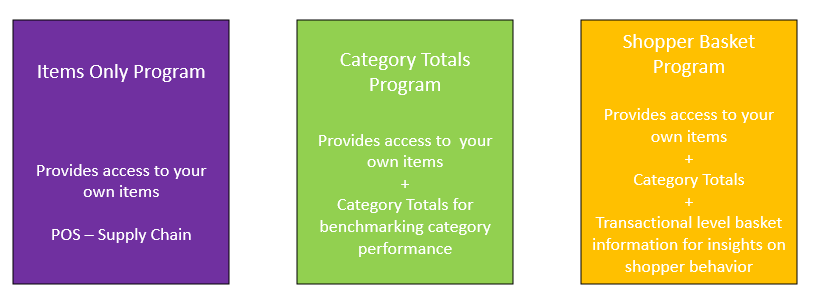 Items Only Program
Provides access to your
own items
POS – Supply Chain
Category Totals
Program
Provides access to  your
own items
+
Category Totals for
benchmarking category
performance
Shopper Basket
Program
Provides access to your
own items
+
Category Totals
+
Transactional level basket
information for insights on
shopper behavior